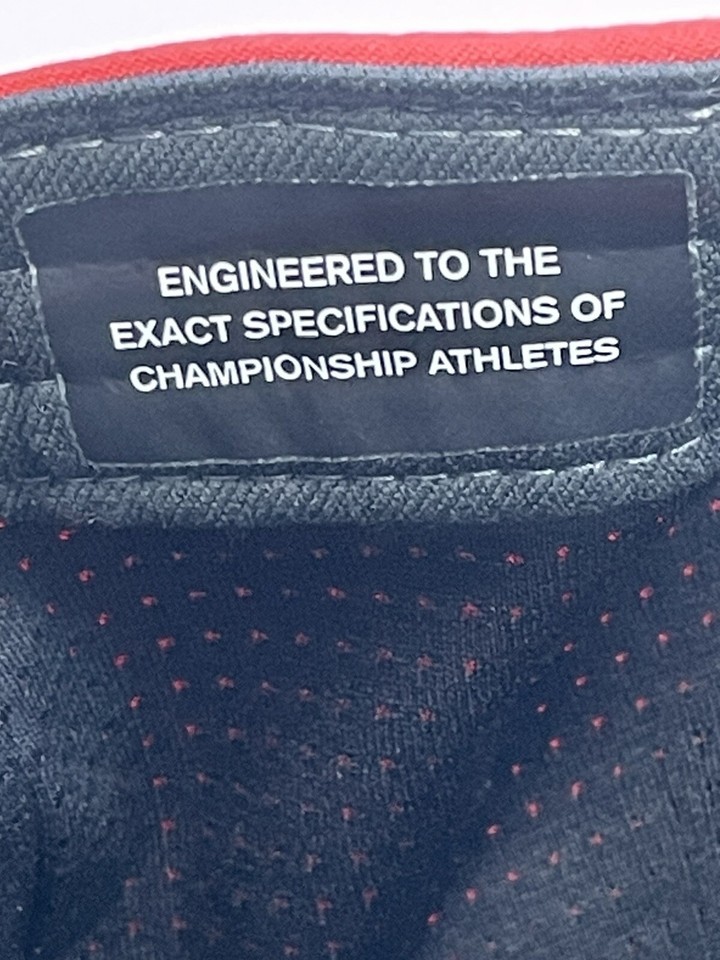 ENGINEERED TO THE
EXACT SPECIFICATIONS OF
CHAMPIONSHIP ATHLETES